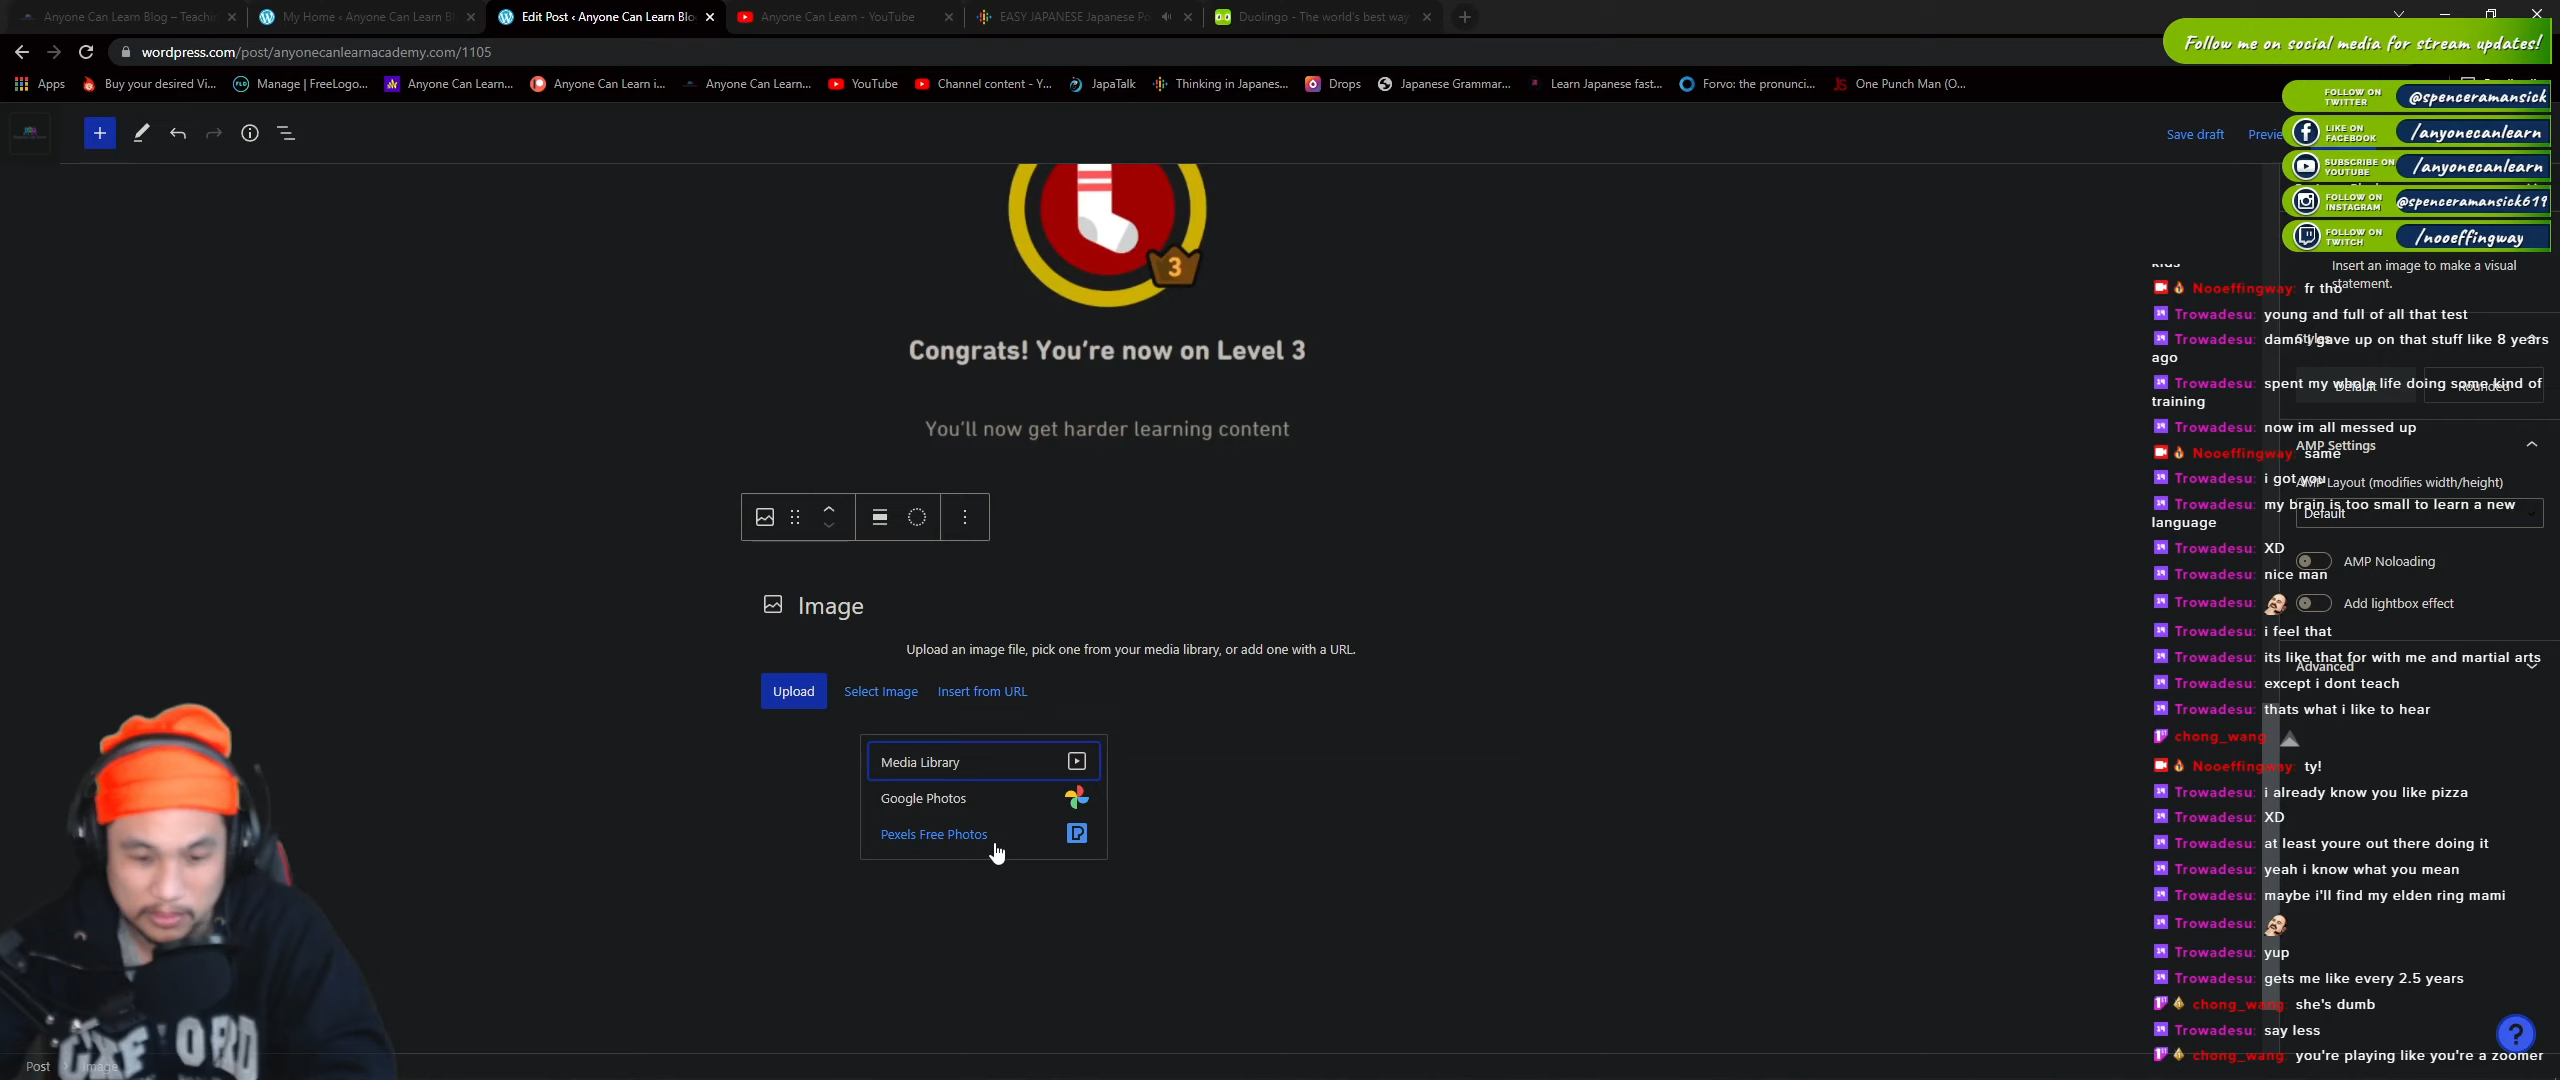 Anyone Can Learn Blog – Teachi
My Home ‹ Anyone Can Learn Bl
Edit Post ‹ Anyone Can Learn Blo
Anyone Can Learn - YouTube
EASY JAPANESE Japanese Po
Duolingo - The world's best way
wordpress.com/post/anyonecanlearnacademy.com/1105
Follow me on social media for stream updates!
Apps
Buy your desired Vi...
Manage | FreeLogo...
Anyone Can Learn...
Anyone Can Learn i...
Anyone Can Learn...
YouTube
Channel content - Y...
JapaTalk
Thinking in Japanes...
Drops
Japanese Grammar...
Learn Japanese fast...
Forvo: the pronunci...
One Punch Man (O...
FOLLOW ON TWITTER @spenceramansick
LIKE ON FACEBOOK /anyonecanlearn
SUBSCRIBE ON YOUTUBE /anyonecanlearn
FOLLOW ON INSTAGRAM @spenceramansick619
FOLLOW ON TWITCH /nooeffingway
Save draft
Previe
3
Congrats! You're now on Level 3
You'll now get harder learning content
Image
Upload an image file, pick one from your media library, or add one with a URL.
Upload
Select Image
Insert from URL
Media Library
Google Photos
Pexels Free Photos
Insert an image to make a visual
statement.
Styles
Default
Rounded
AMP Settings
AMP Layout (modifies width/height)
Default
AMP Noloading
Add lightbox effect
Advanced
kids
Nooeffingway: fr tho
Trowadesu: young and full of all that test
Trowadesu: damn i gave up on that stuff like 8 years
ago
Trowadesu: spent my whole life doing some kind of
training
Trowadesu: now im all messed up
Nooeffingway: same
Trowadesu: i got you
Trowadesu: my brain is too small to learn a new
language
Trowadesu: XD
Trowadesu: nice man
Trowadesu:
Trowadesu: i feel that
Trowadesu: its like that for with me and martial arts
Trowadesu: except i dont teach
Trowadesu: thats what i like to hear
chong_wang:
Nooeffingway: ty!
Trowadesu: i already know you like pizza
Trowadesu: XD
Trowadesu: at least youre out there doing it
Trowadesu: yeah i know what you mean
Trowadesu: maybe i'll find my elden ring mami
Trowadesu:
Trowadesu: yup
Trowadesu: gets me like every 2.5 years
chong_wang: she's dumb
Trowadesu: say less
chong_wang: you're playing like you're a zoomer
Post
Image